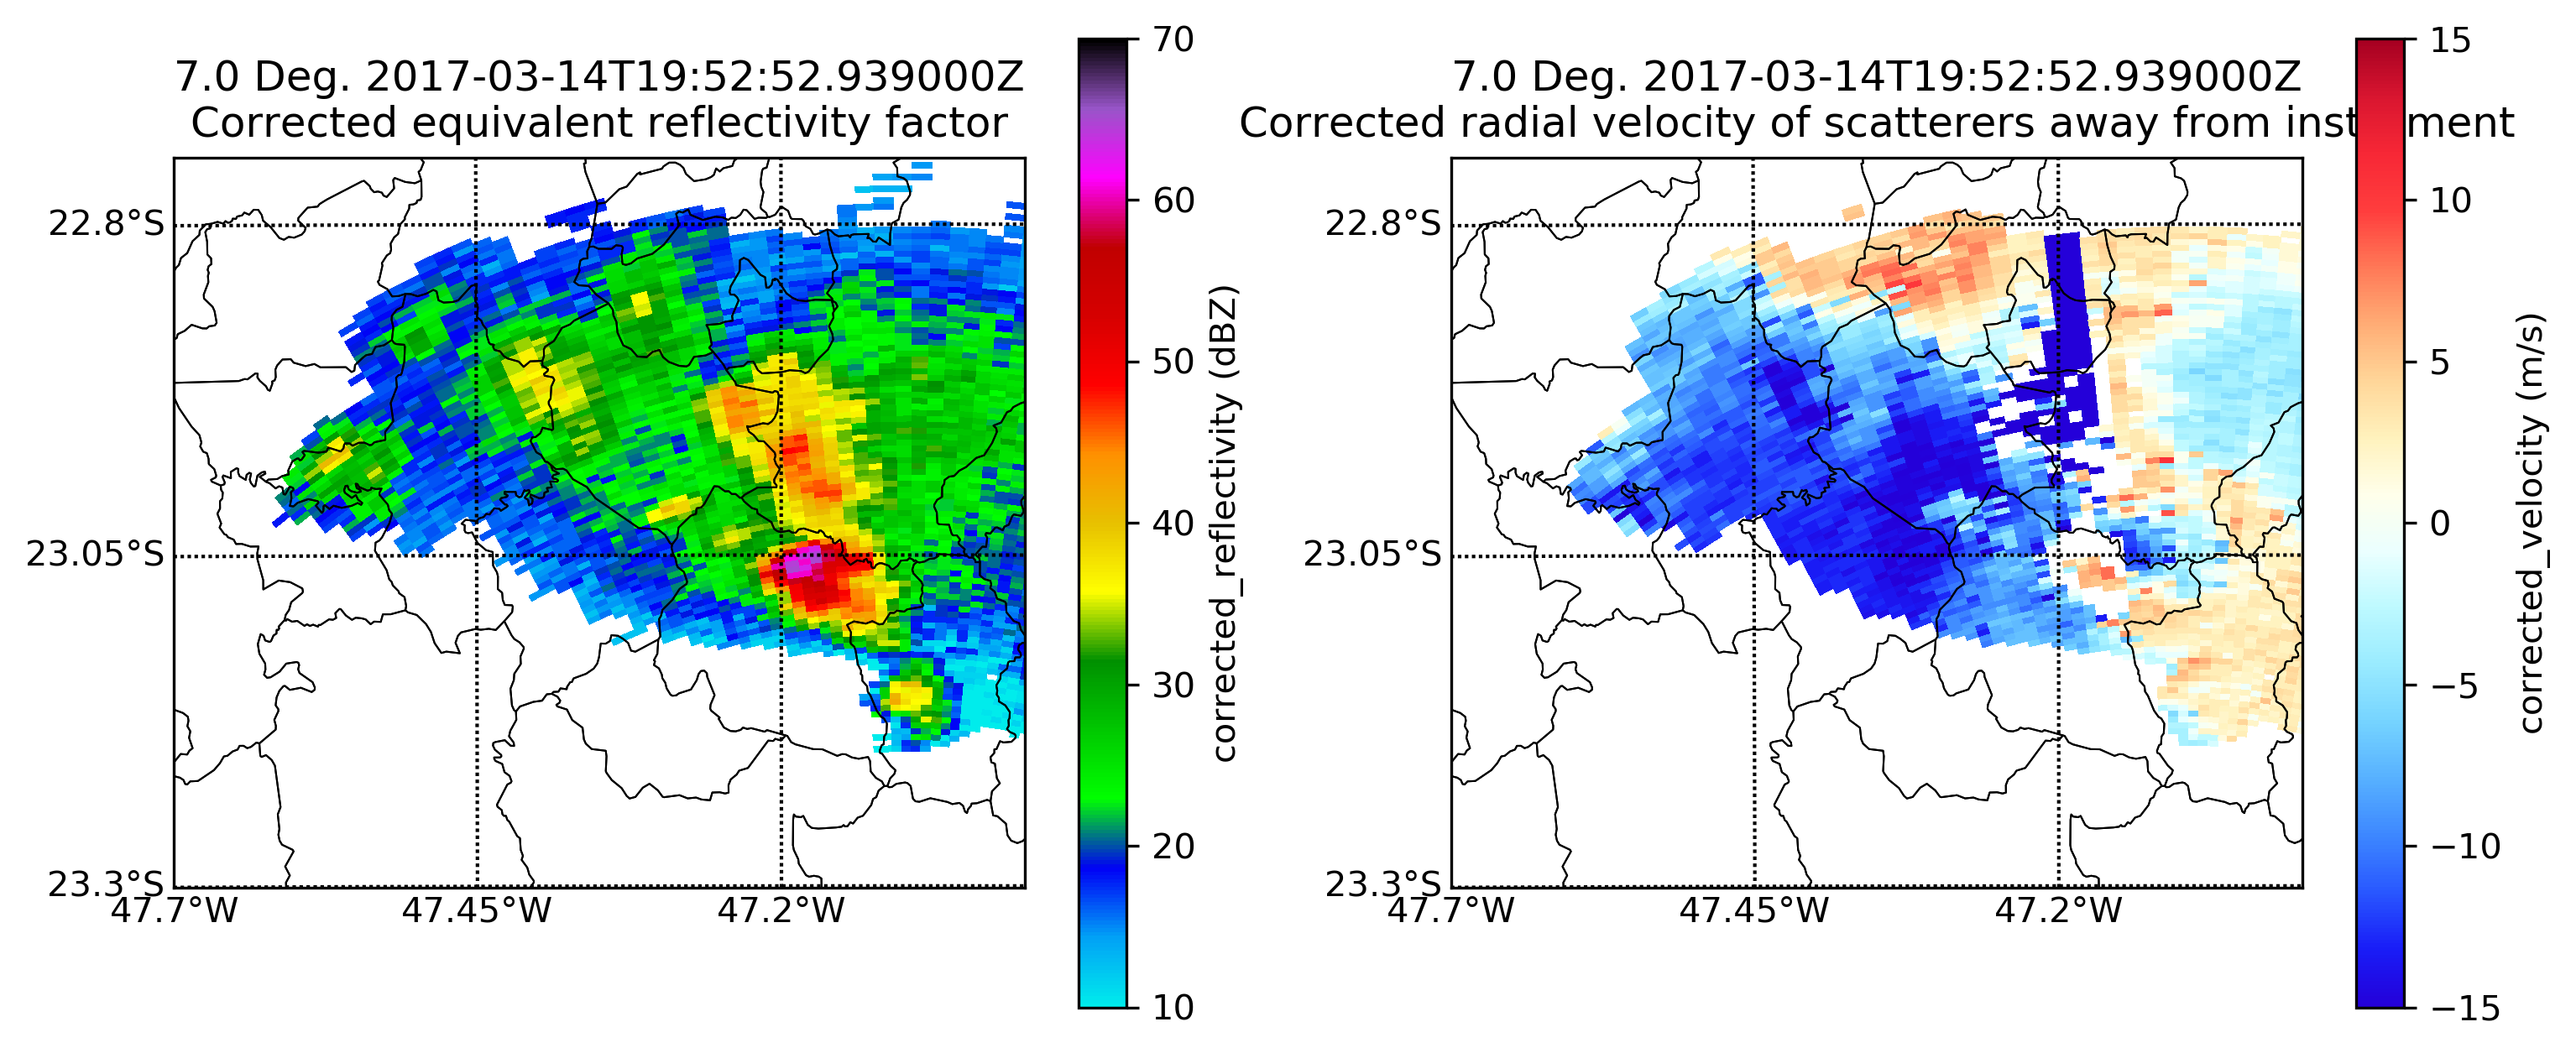 7.0 Deg. 2017-03-14T19:52:52.939000Z
Corrected equivalent reflectivity factor
22.8°S
23.05°S
23.3°S
47.7°W
47.45°W
47.2°W
70
60
50
40
30
20
10
corrected_reflectivity (dBZ)
7.0 Deg. 2017-03-14T19:52:52.939000Z
Corrected radial velocity of scatterers away from inst ment
22.8°S
23.05°S
23.3°S
47.7°W
47.45°W
47.2°W
15
10
5
0
−5
−10
−15
corrected_velocity (m/s)